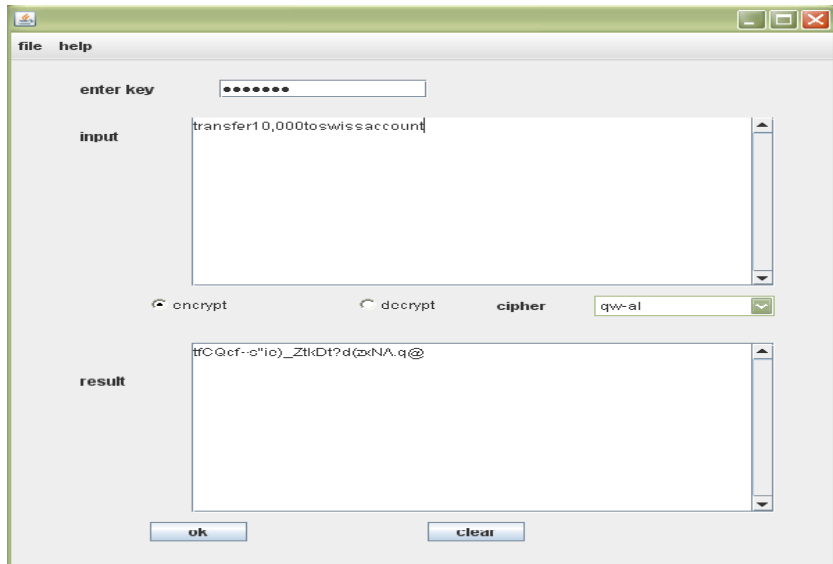 file help
enter key •••••••
input
transfer10,000toswissaccount
encrypt decrypt cipher qw-al
result
ok clear